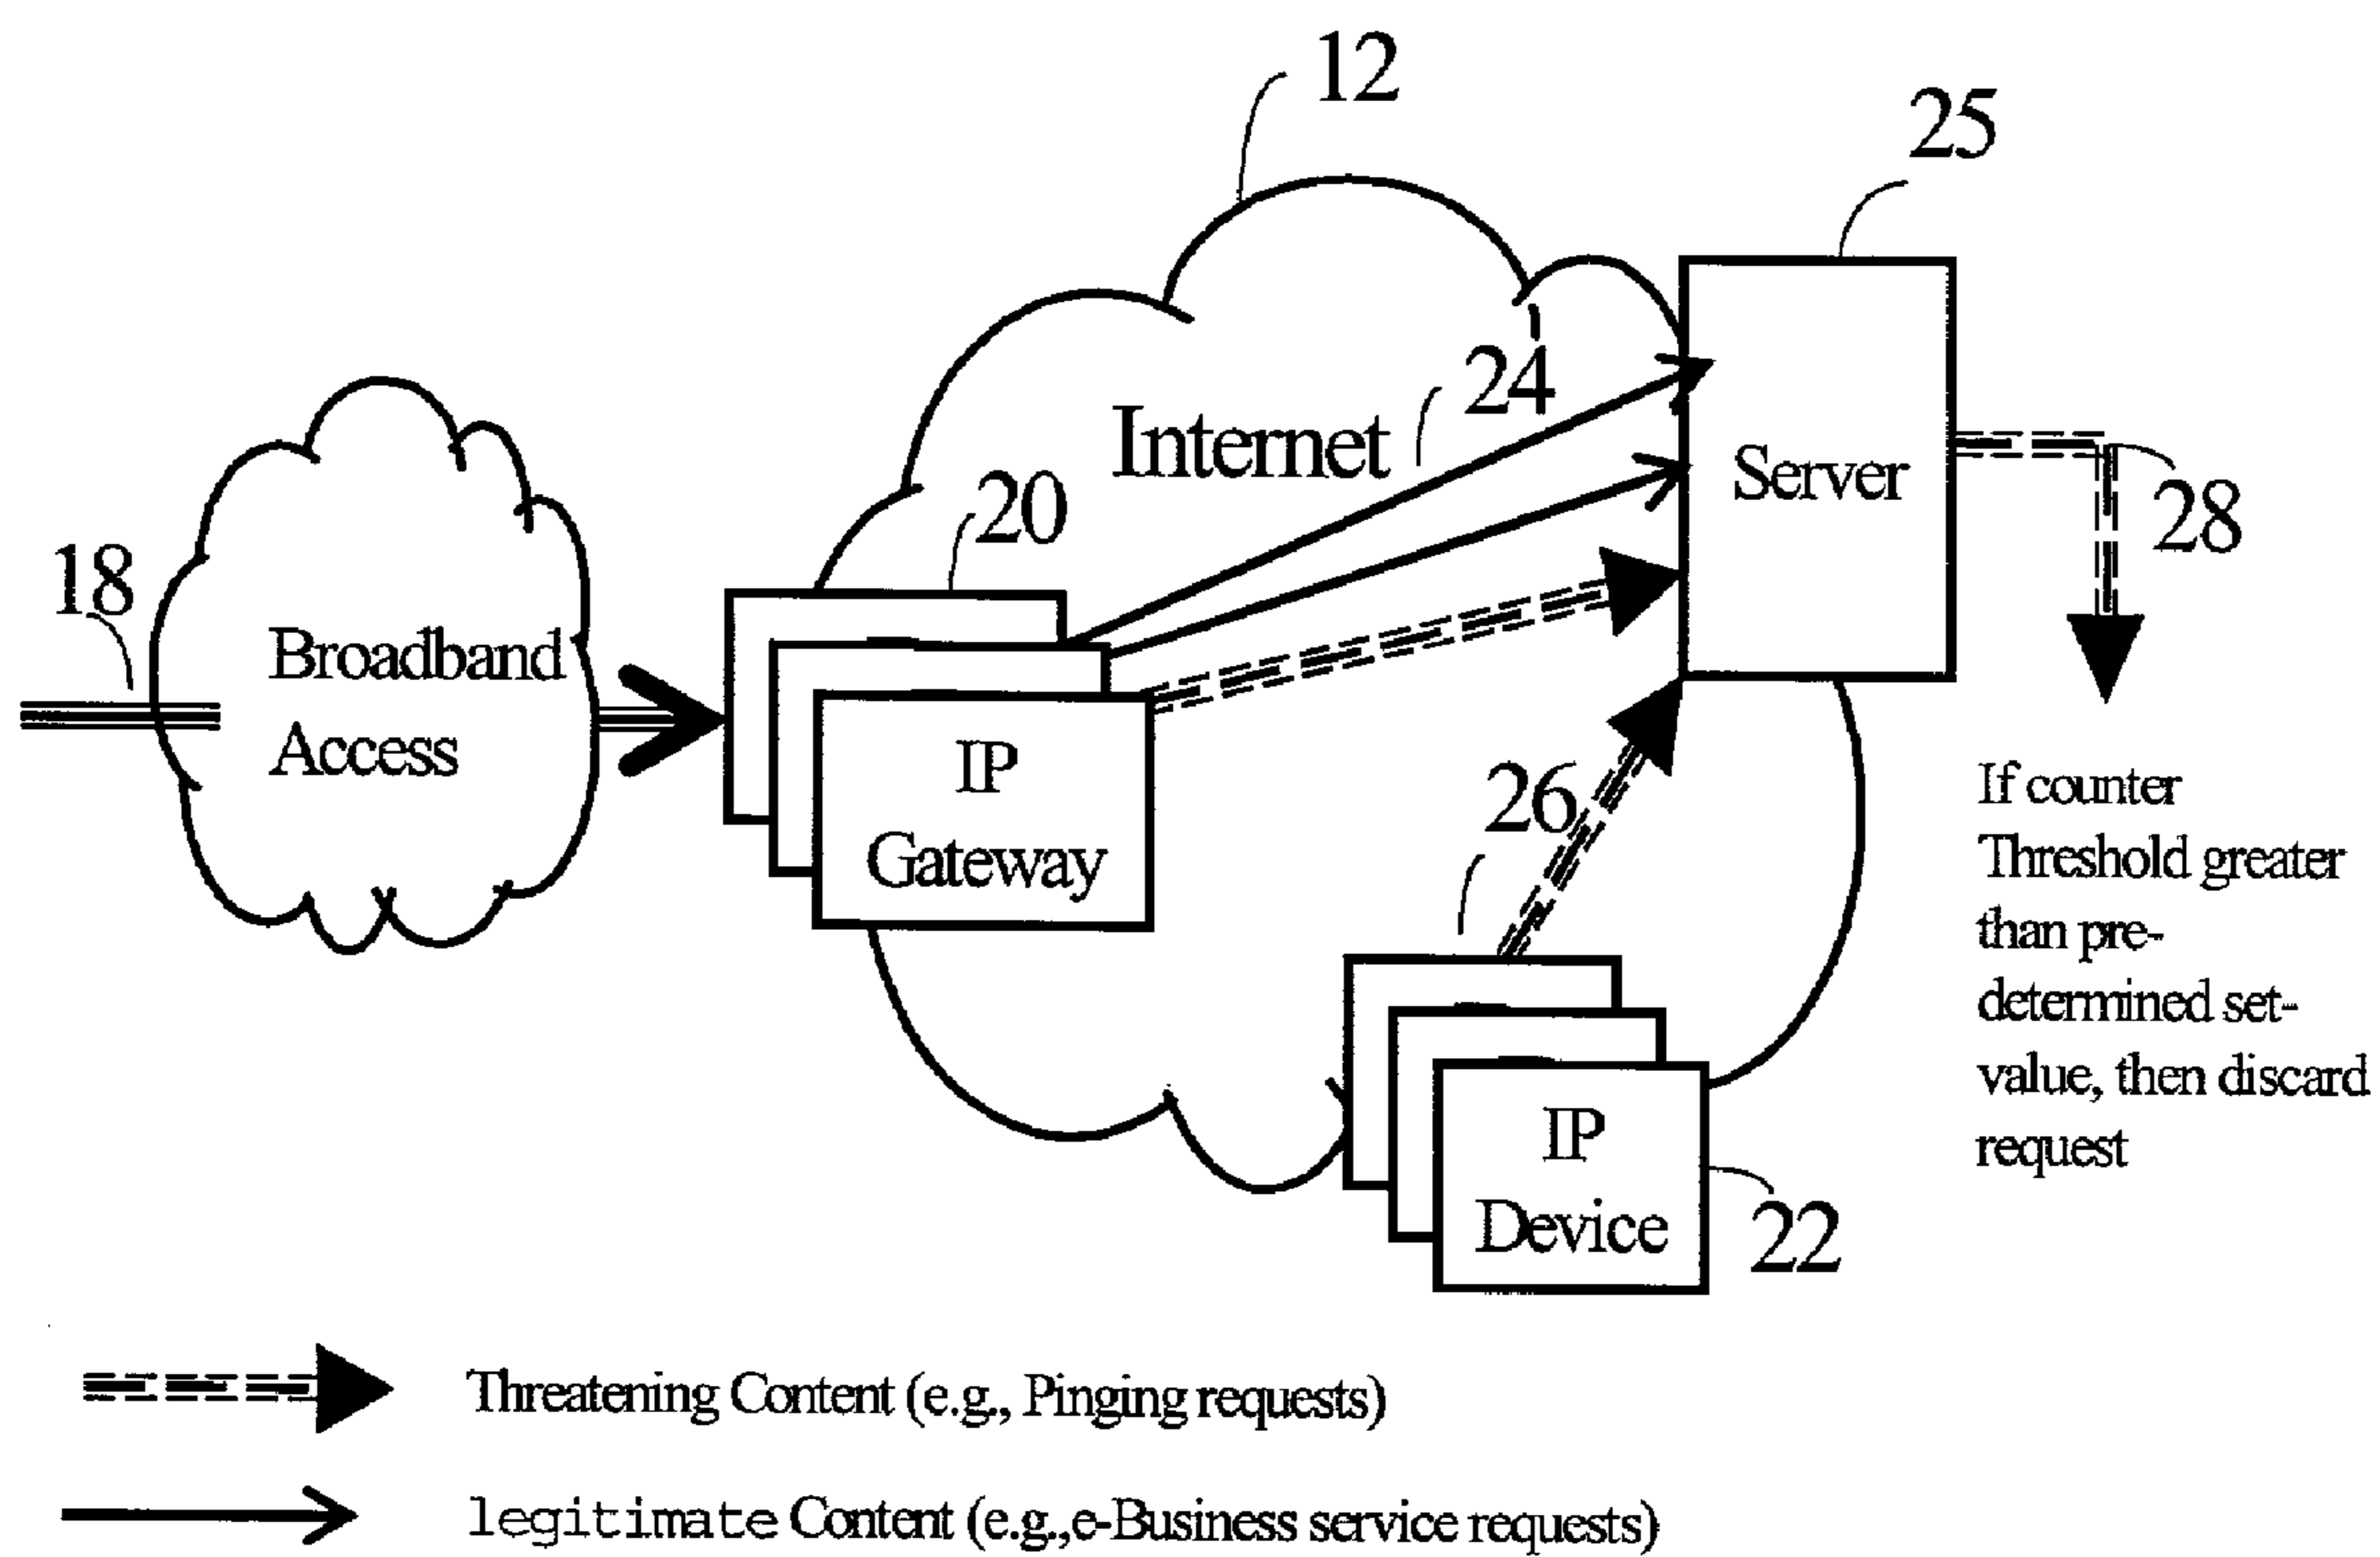 12
25
24
Internet
20
Server
28
18
Broadband
Access
IP
Gateway
26
If counter
Threshold greater
than pre-
determined set-
value, then discard
request
IP
Device
22
Threatening Content (e.g., Pinging requests)
legitimate Content (e.g.,e-Business service requests)